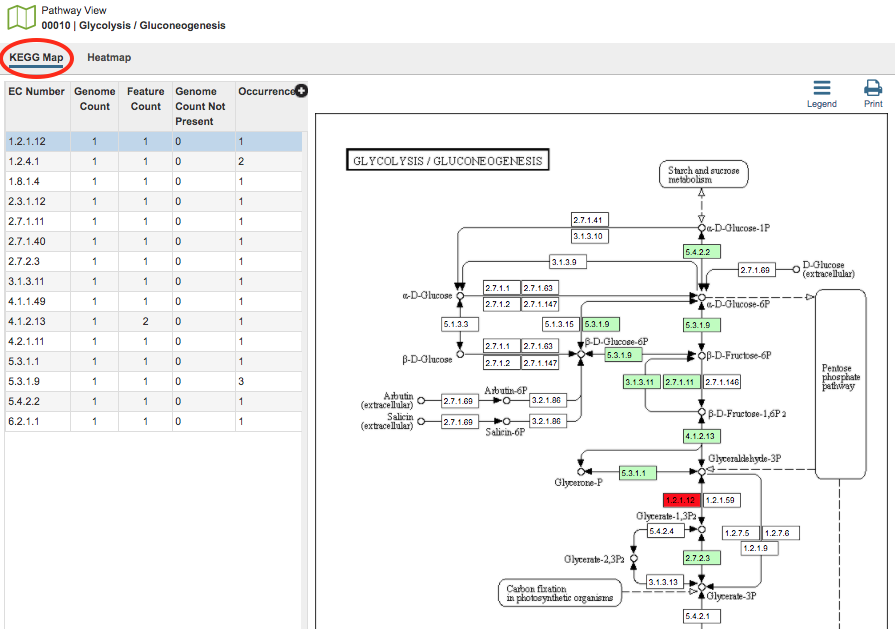 Pathway View
00010 | Glycolysis / Gluconeogenesis
KEGG Map
Heatmap
EC Number Genome Count Feature Count Genome Count Not Present Occurrence
1.2.1.12 1 1 0 1
1.2.4.1 1 1 0 2
1.8.1.4 1 1 0 1
2.3.1.12 1 1 0 1
2.7.1.11 1 1 0 1
2.7.1.40 1 1 0 1
2.7.2.3 1 1 0 1
3.1.3.11 1 1 0 1
4.1.1.49 1 1 0 1
4.1.2.13 1 2 0 1
4.2.1.11 1 1 0 1
5.3.1.1 1 1 0 1
5.3.1.9 1 1 0 3
5.4.2.2 1 1 0 1
6.2.1.1 1 1 0 1
Legend
Print
GLYCOLYSIS / GLUCONEOGENESIS
Starch and sucrose
metabolism
2.7.1.41
3.1.3.10
α-D-Glucose-1P
5.4.2.2
3.1.3.9
2.7.1.69
D-Glucose
(extracellular)
α-D-Glucose
2.7.1.1 2.7.1.63
2.7.1.2 2.7.1.147
α-D-Glucose-6P
5.1.3.3
5.1.3.15 5.3.1.9
5.3.1.9
β-D-Glucose-6P
β-D-Glucose
2.7.1.1 2.7.1.63
2.7.1.2 2.7.1.147
5.3.1.9
β-D-Fructose-6P
Pentose
phosphate
pathway
3.1.3.11 2.7.1.11 2.7.1.146
Arbutin
(extracellular)
2.7.1.69
Arbutin-6P
3.2.1.86
β-D-Fructose-1,6P2
Salicin
(extracellular)
2.7.1.69
Salicin-6P
3.2.1.86
4.1.2.13
Glyceraldehyde-3P
5.3.1.1
Glycerone-P
1.2.1.12 1.2.1.59
Glycerate-1,3P2
5.4.2.4
1.2.7.5 1.2.7.6
1.2.1.9
Glycerate-2,3P2
2.7.2.3
3.1.3.13
Carbon fixation
in photosynthetic organisms
Glycerate-3P
5.4.2.1